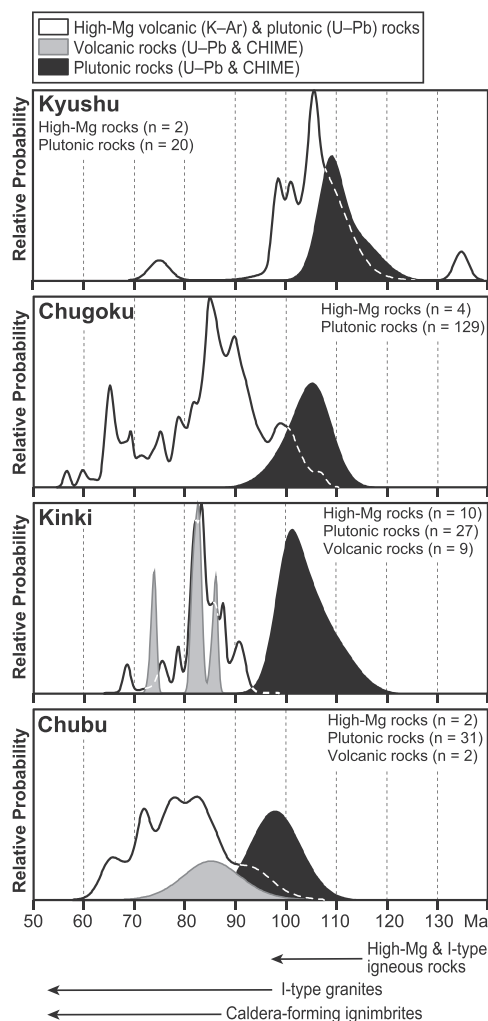 High-Mg volcanic (K–Ar) & plutonic (U–Pb) rocks
Volcanic rocks (U–Pb & CHIME)
Plutonic rocks (U–Pb & CHIME)
Relative Probability
Kyushu
High-Mg rocks (n = 2)
Plutonic rocks (n = 20)
Relative Probability
Chugoku
High-Mg rocks (n = 4)
Plutonic rocks (n = 129)
Relative Probability
Kinki
High-Mg rocks (n = 10)
Plutonic rocks (n = 27)
Volcanic rocks (n = 9)
Relative Probability
Chubu
High-Mg rocks (n = 2)
Plutonic rocks (n = 31)
Volcanic rocks (n = 2)
50 60 70 80 90 100 110 120 130 Ma
High-Mg & I-type
igneous rocks
I-type granites
Caldera-forming ignimbrites